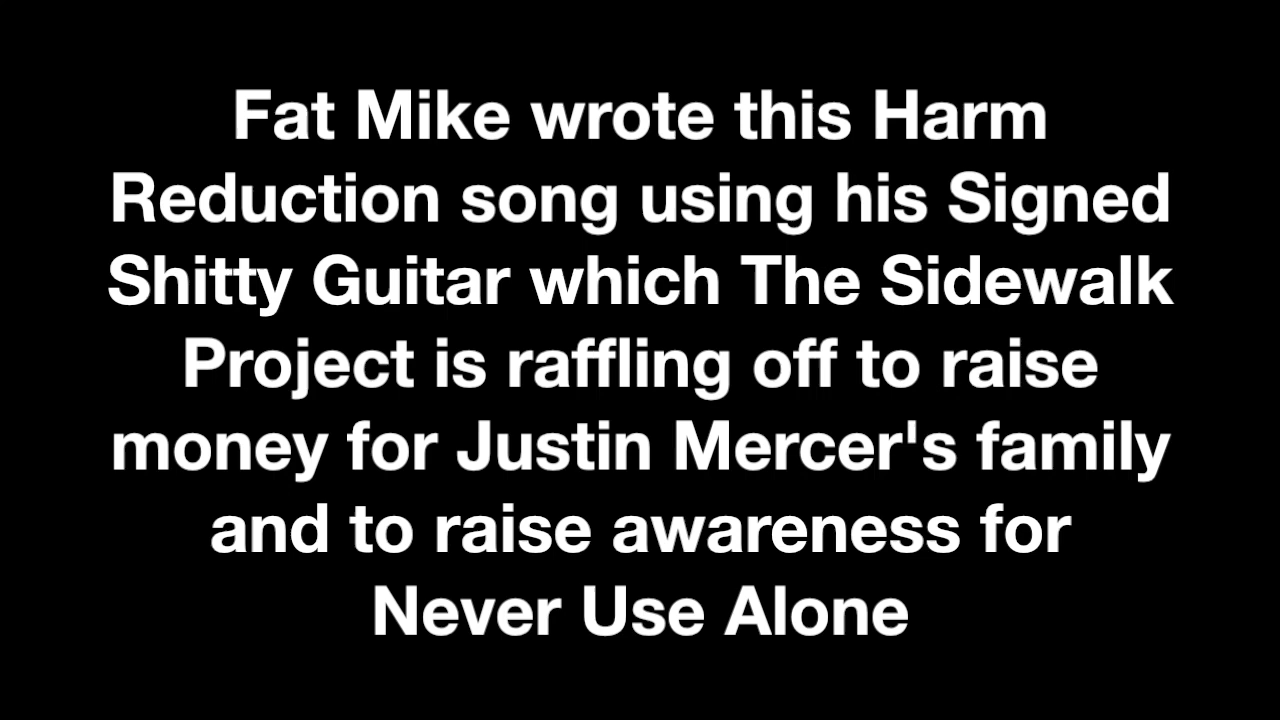 Fat Mike wrote this Harm
Reduction song using his Signed
Shitty Guitar which The Sidewalk
Project is raffling off to raise
money for Justin Mercer's family
and to raise awareness for
Never Use Alone